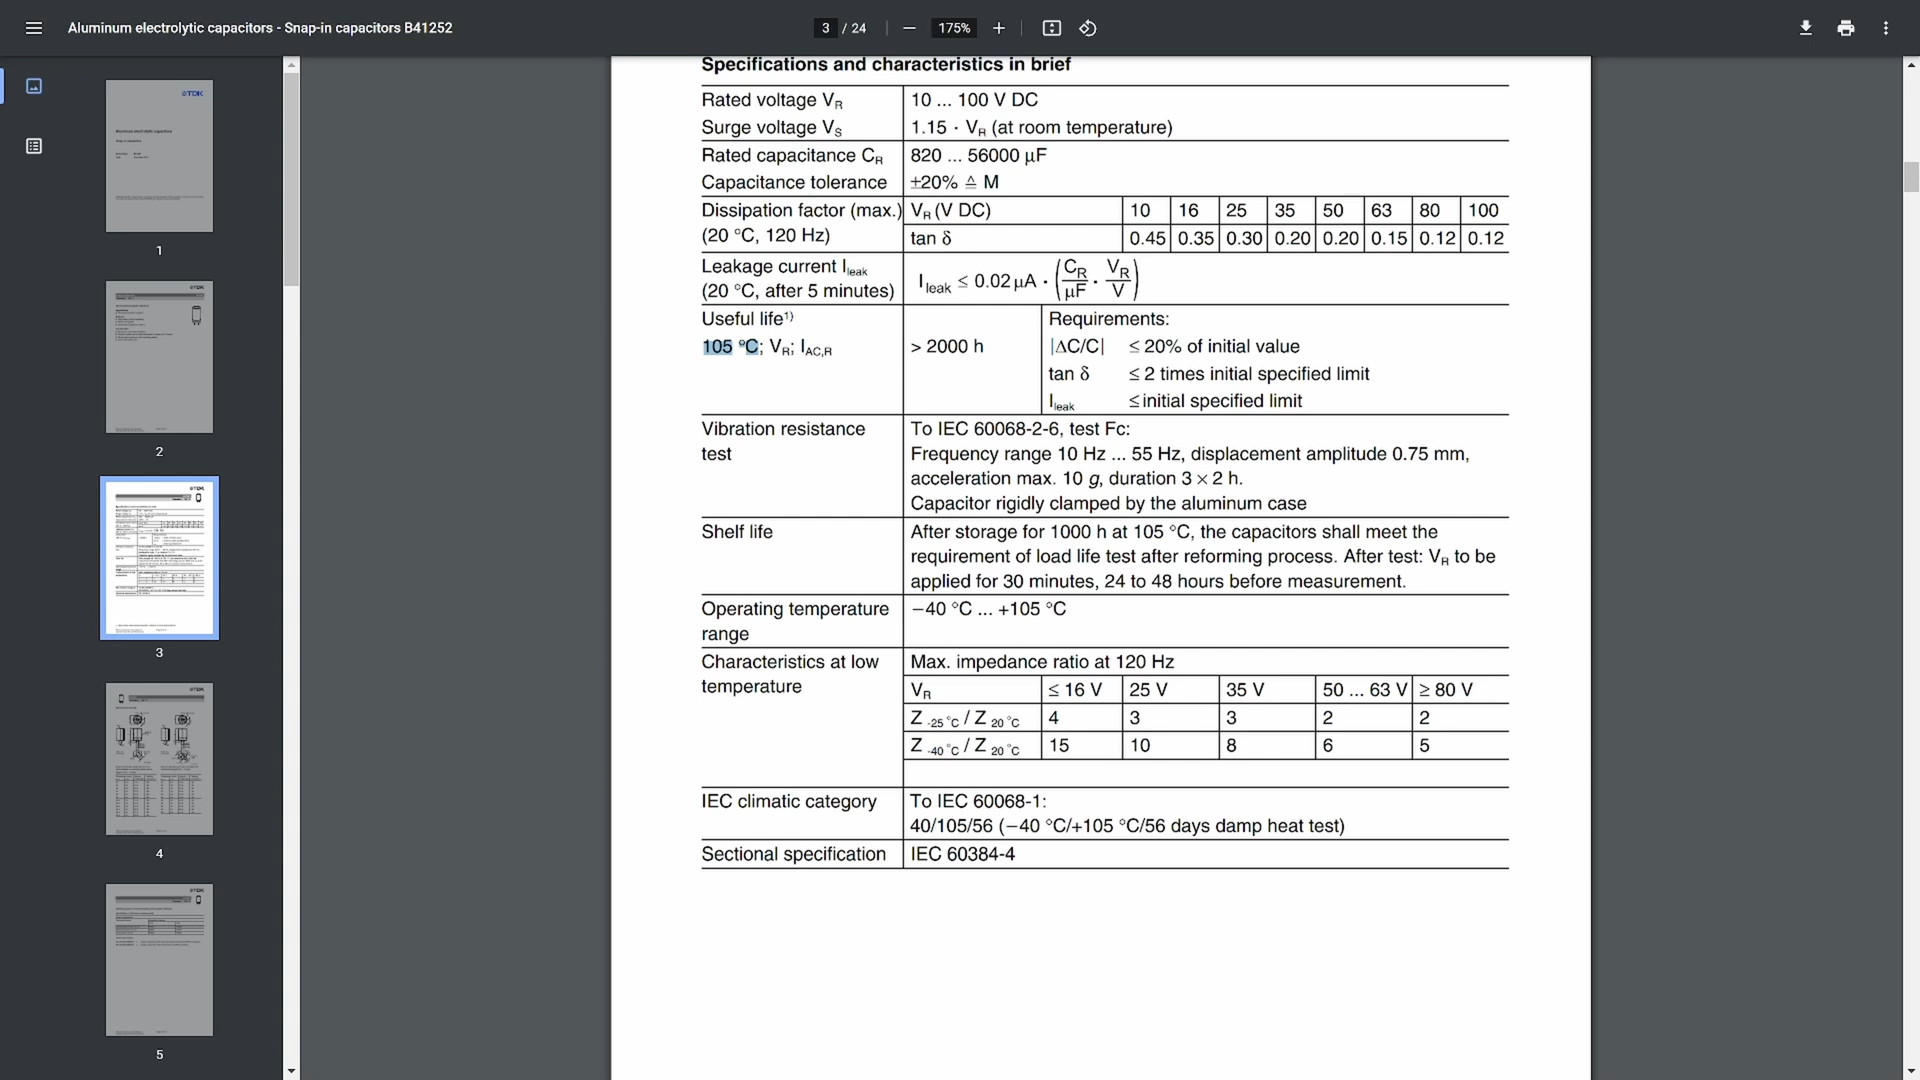 Aluminum electrolytic capacitors - Snap-in capacitors B41252
3 / 24
175%
TDK
1
2
3
4
5
Specifications and characteristics in brief
Rated voltage VR 10 ... 100 V DC
Surge voltage VS 1.15 · VR (at room temperature)
Rated capacitance CR 820 ... 56000 µF
Capacitance tolerance ±20% ≙ M
Dissipation factor (max.) VR (V DC) 10 16 25 35 50 63 80 100
(20 °C, 120 Hz) tan δ 0.45 0.35 0.30 0.20 0.20 0.15 0.12 0.12
Leakage current Ileak
(20 °C, after 5 minutes) Ileak ≤ 0.02 µA · (CR/µF · VR/V)
Useful life1) Requirements:
105 °C; VR; IAC,R > 2000 h |ΔC/C| ≤ 20% of initial value
tan δ ≤ 2 times initial specified limit
Ileak ≤ initial specified limit
Vibration resistance To IEC 60068-2-6, test Fc:
test Frequency range 10 Hz ... 55 Hz, displacement amplitude 0.75 mm,
acceleration max. 10 g, duration 3 × 2 h.
Capacitor rigidly clamped by the aluminum case
Shelf life After storage for 1000 h at 105 °C, the capacitors shall meet the
requirement of load life test after reforming process. After test: VR to be
applied for 30 minutes, 24 to 48 hours before measurement.
Operating temperature −40 °C ... +105 °C
range
Characteristics at low Max. impedance ratio at 120 Hz
temperature VR ≤ 16 V 25 V 35 V 50 ... 63 V ≥ 80 V
Z -25 °C / Z 20 °C 4 3 3 2 2
Z -40 °C / Z 20 °C 15 10 8 6 5
IEC climatic category To IEC 60068-1:
40/105/56 (−40 °C/+105 °C/56 days damp heat test)
Sectional specification IEC 60384-4